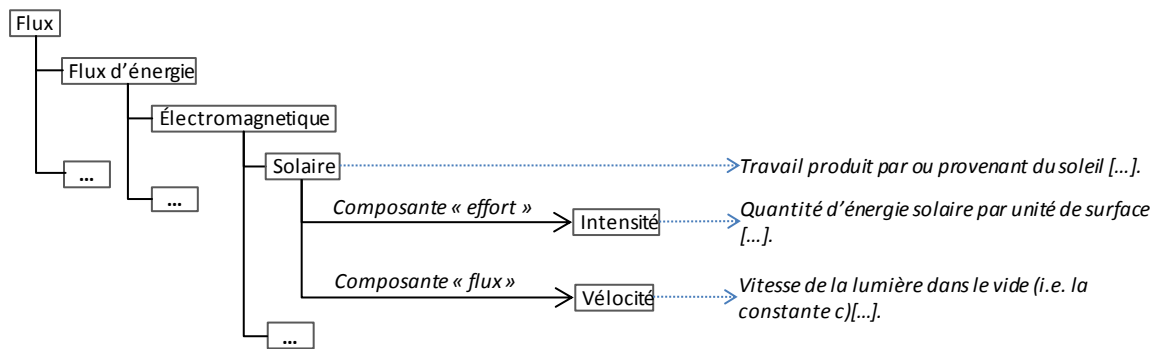 Flux
Flux d'énergie
Électromagnetique
Solaire
Travail produit par ou provenant du soleil […].
...
...
Composante « effort »
Intensité
Quantité d'énergie solaire par unité de surface
[…].
Composante « flux »
Vélocité
Vitesse de la lumière dans le vide (i.e. la
constante c)[…].
...